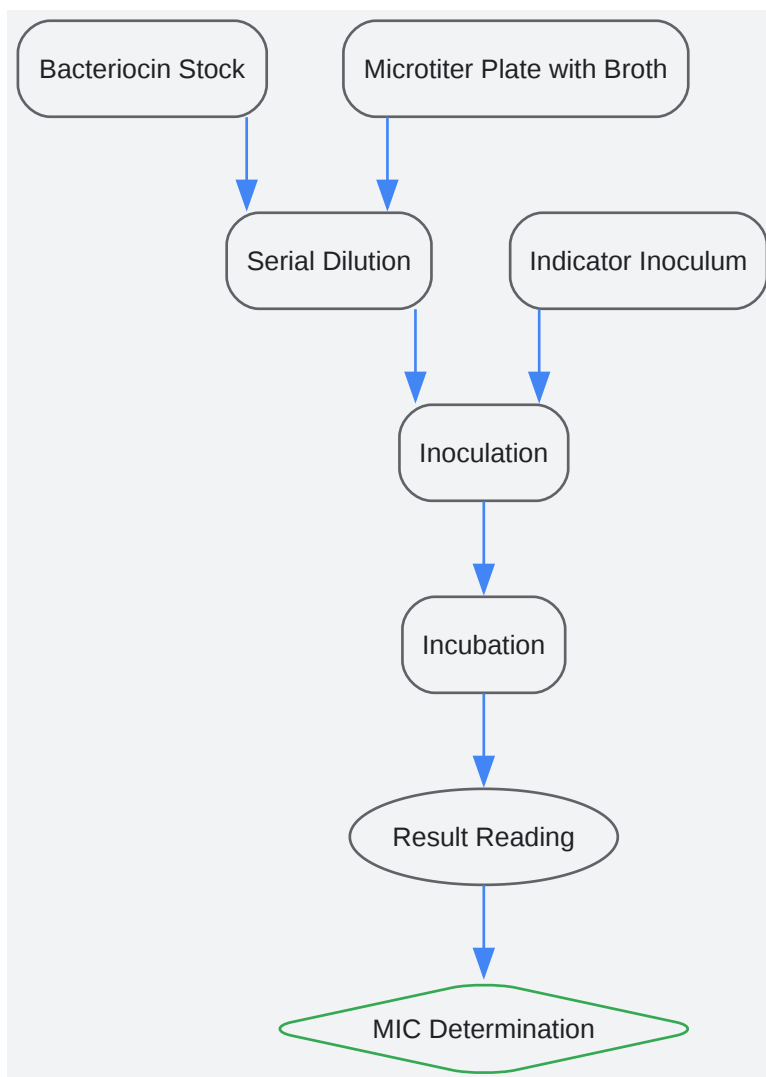 Bacteriocin Stock
Microtiter Plate with Broth
Serial Dilution
Indicator Inoculum
Inoculation
Incubation
Result Reading
MIC Determination